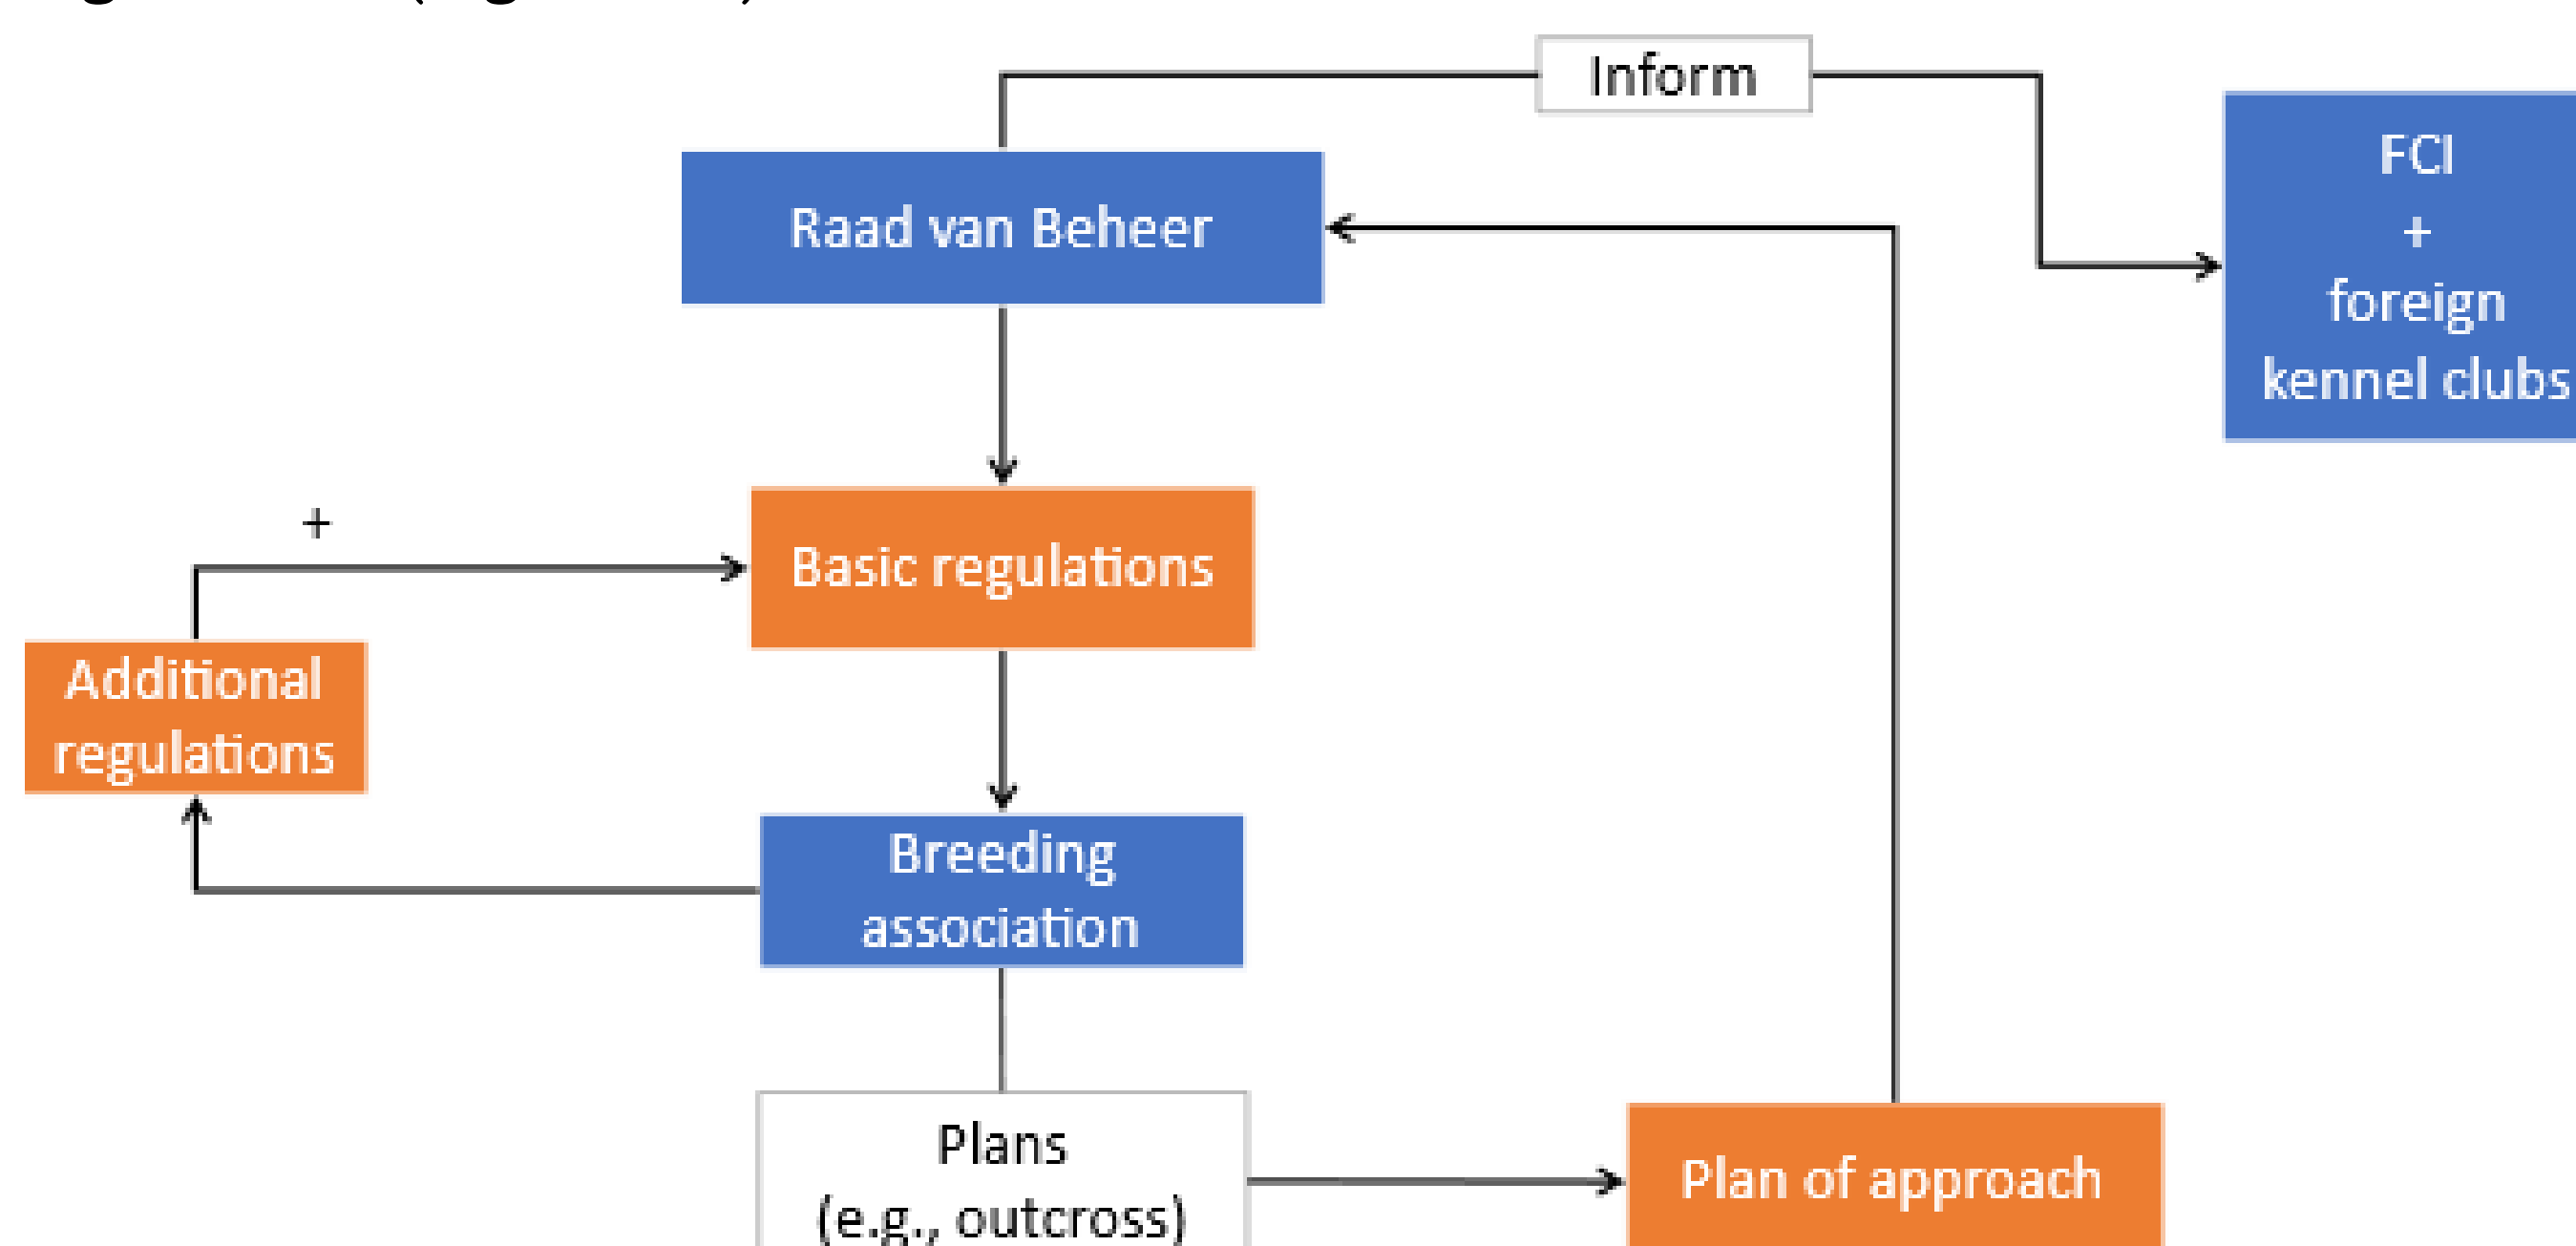 Inform
FCI
+
foreign
kennel clubs
Raad van Beheer
+
Basic regulations
Additional
regulations
Breeding
association
Plans
(e.g., outcross)
Plan of approach